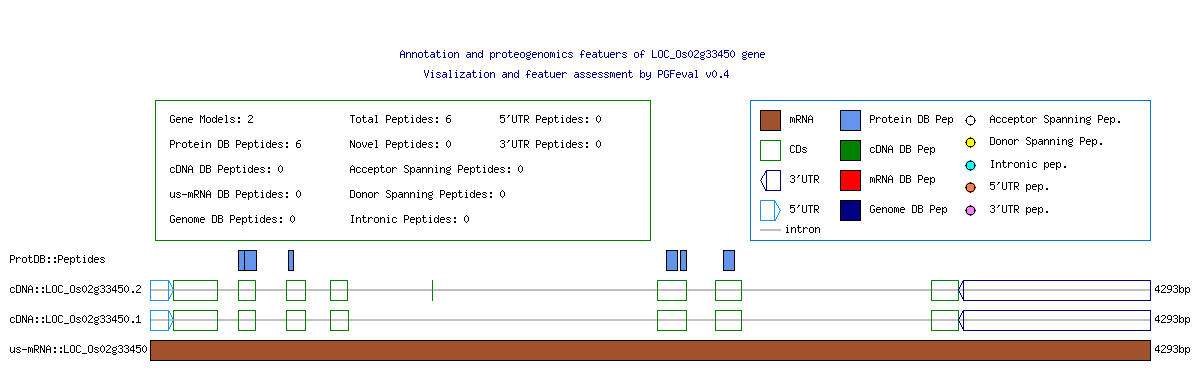 Annotation and proteogenomics featuers of LOC_Os02g33450 gene
Visalization and featuer assessment by PGFeval v0.4
Gene Models: 2 Total Peptides: 6 5'UTR Peptides: 0
Protein DB Peptides: 6 Novel Peptides: 0 3'UTR Peptides: 0
cDNA DB Peptides: 0 Acceptor Spanning Peptides: 0
us-mRNA DB Peptides: 0 Donor Spanning Peptides: 0
Genome DB Peptides: 0 Intronic Peptides: 0
mRNA Protein DB Pep Acceptor Spanning Pep.
CDs cDNA DB Pep Donor Spanning Pep.
3'UTR mRNA DB Pep Intronic pep.
5'UTR Genome DB Pep 5'UTR pep.
intron 3'UTR pep.
ProtDB::Peptides
cDNA::LOC_Os02g33450.2 4293bp
cDNA::LOC_Os02g33450.1 4293bp
us-mRNA::LOC_Os02g33450 4293bp